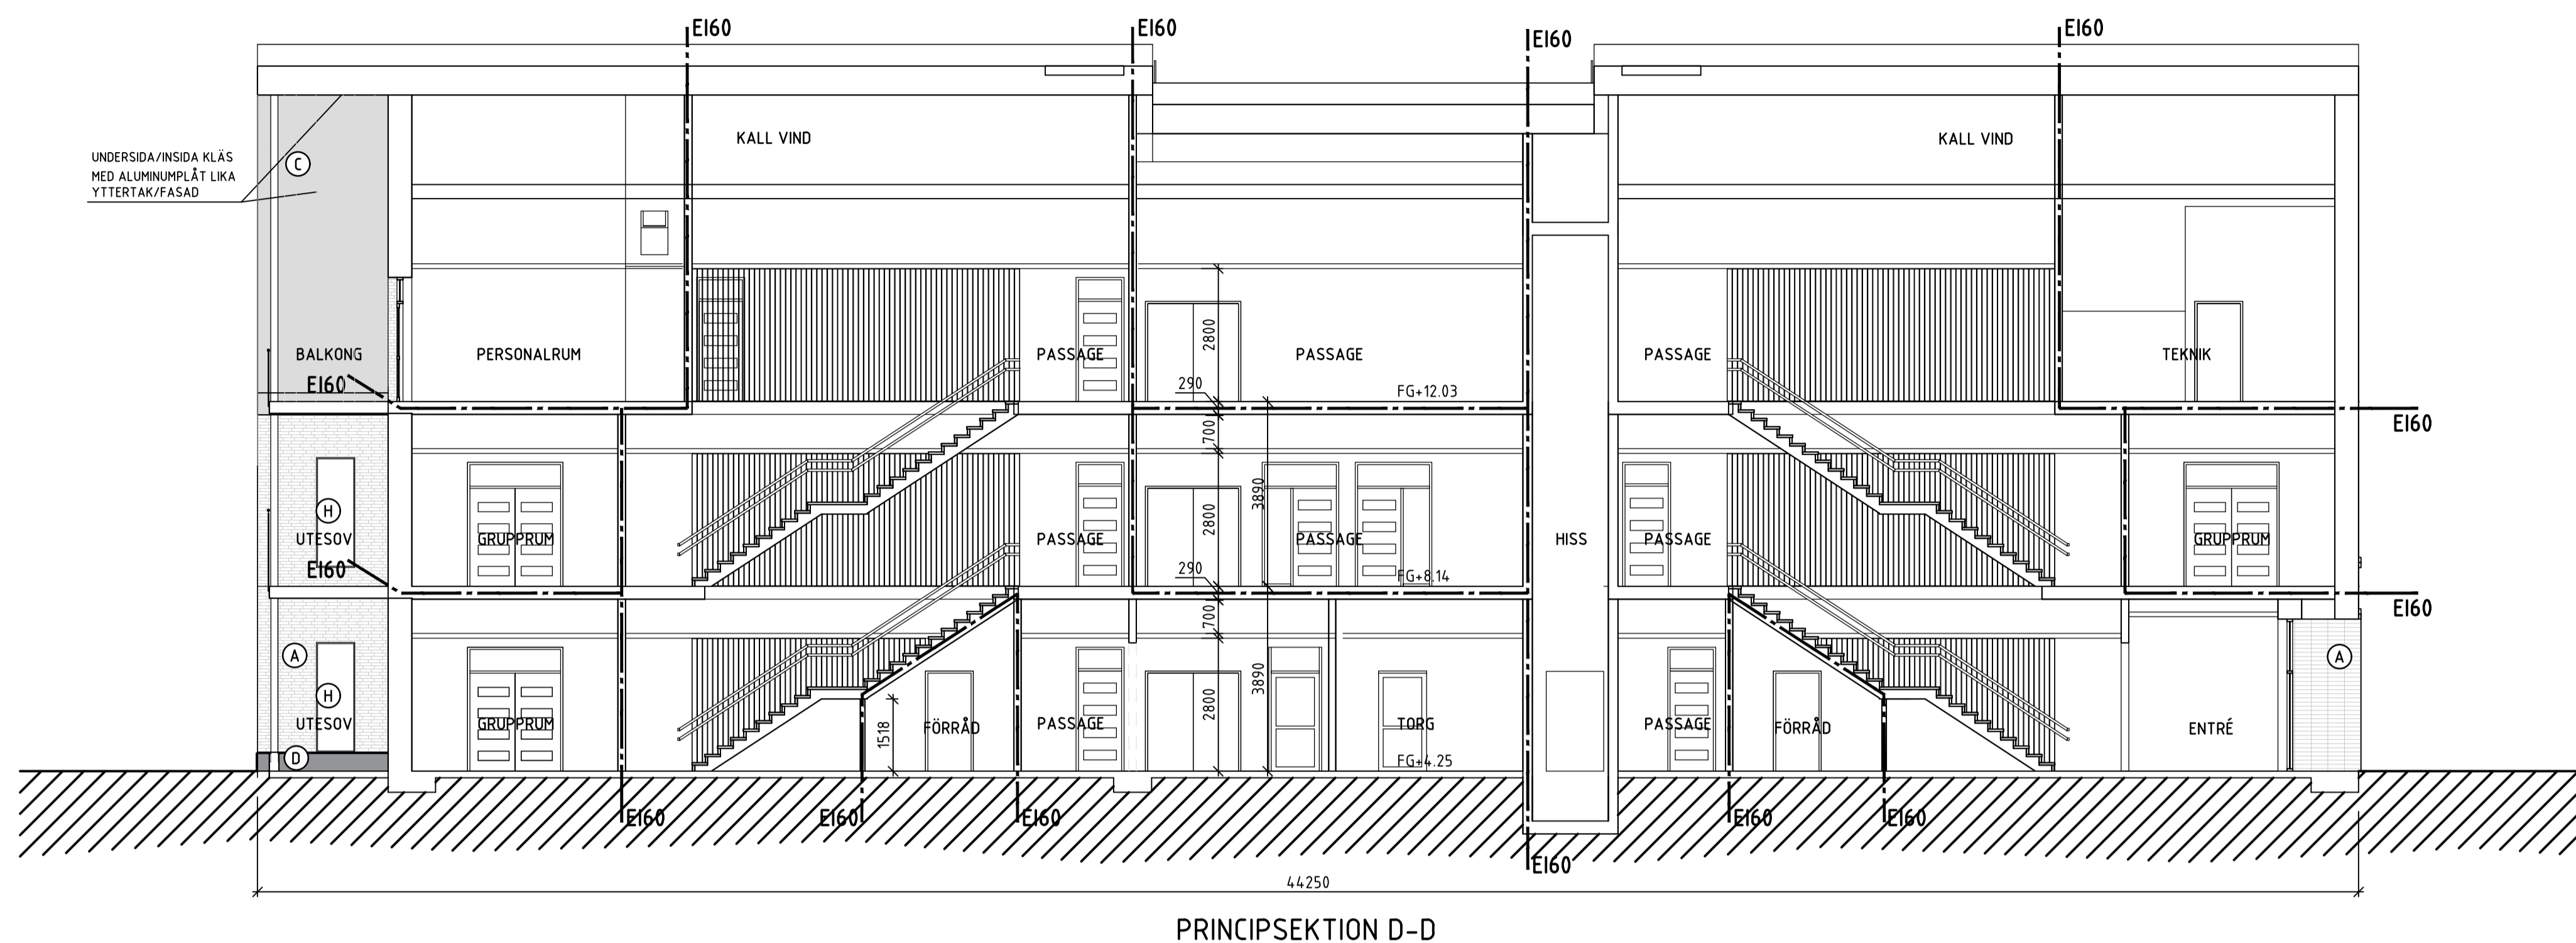 EI60
EI60
EI60
EI60
KALL VIND
KALL VIND
UNDERSIDA/INSIDA KLÄS
MED ALUMINUMPLÅT LIKA
YTTERTAK/FASAD
C
2800
BALKONG
PERSONALRUM
PASSAGE
PASSAGE
PASSAGE
TEKNIK
EI60
290
FG+12.03
EI60
700
3890
2800
H
UTESOV
GRUPPRUM
PASSAGE
PASSAGE
HISS
PASSAGE
GRUPPRUM
EI60
290
FG+8.14
EI60
700
3890
2800
A
A
H
UTESOV
GRUPPRUM
1518
FÖRRÅD
PASSAGE
TORG
PASSAGE
FÖRRÅD
ENTRÉ
D
FG+4.25
EI60
EI60
EI60
EI60
EI60
EI60
44250
PRINCIPSEKTION D-D